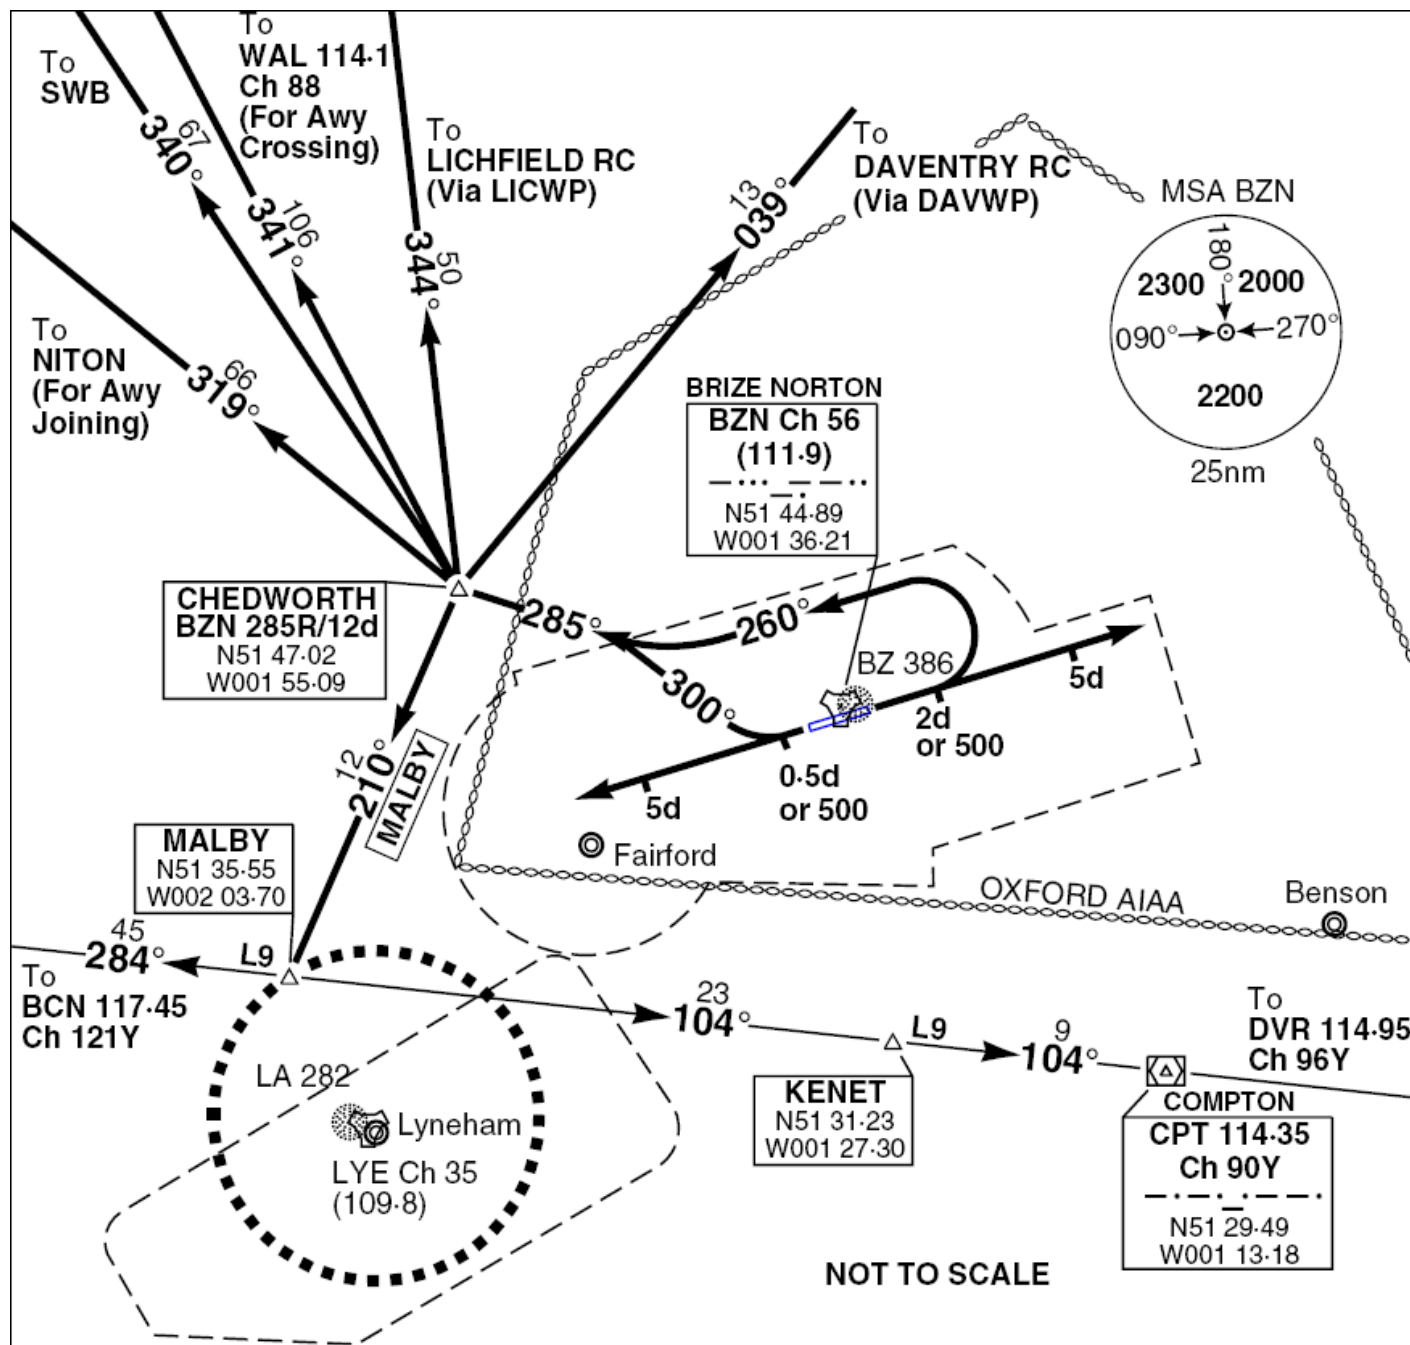 To
SWB
67
340°
To
WAL 114·1
Ch 88
(For Awy
Crossing)
106
341°
To
LICHFIELD RC
(Via LICWP)
50
344°
13
039°
To
DAVENTRY RC
(Via DAVWP)
MSA BZN
180°
2300
2000
090°
270°
2200
25nm
To
NITON
(For Awy
Joining)
66
319°
BRIZE NORTON
BZN Ch 56
(111·9)
N51 44·89
W001 36·21
CHEDWORTH
BZN 285R/12d
N51 47·02
W001 55·09
285°
260°
300°
BZ 386
5d
2d
or 500
0·5d
or 500
5d
12
210°
MALBY
Fairford
MALBY
N51 35·55
W002 03·70
OXFORD AIAA
Benson
45
284°
L9
To
BCN 117·45
Ch 121Y
23
104°
L9
9
104°
To
DVR 114·95
Ch 96Y
LA 282
Lyneham
LYE Ch 35
(109·8)
KENET
N51 31·23
W001 27·30
COMPTON
CPT 114·35
Ch 90Y
N51 29·49
W001 13·18
NOT TO SCALE